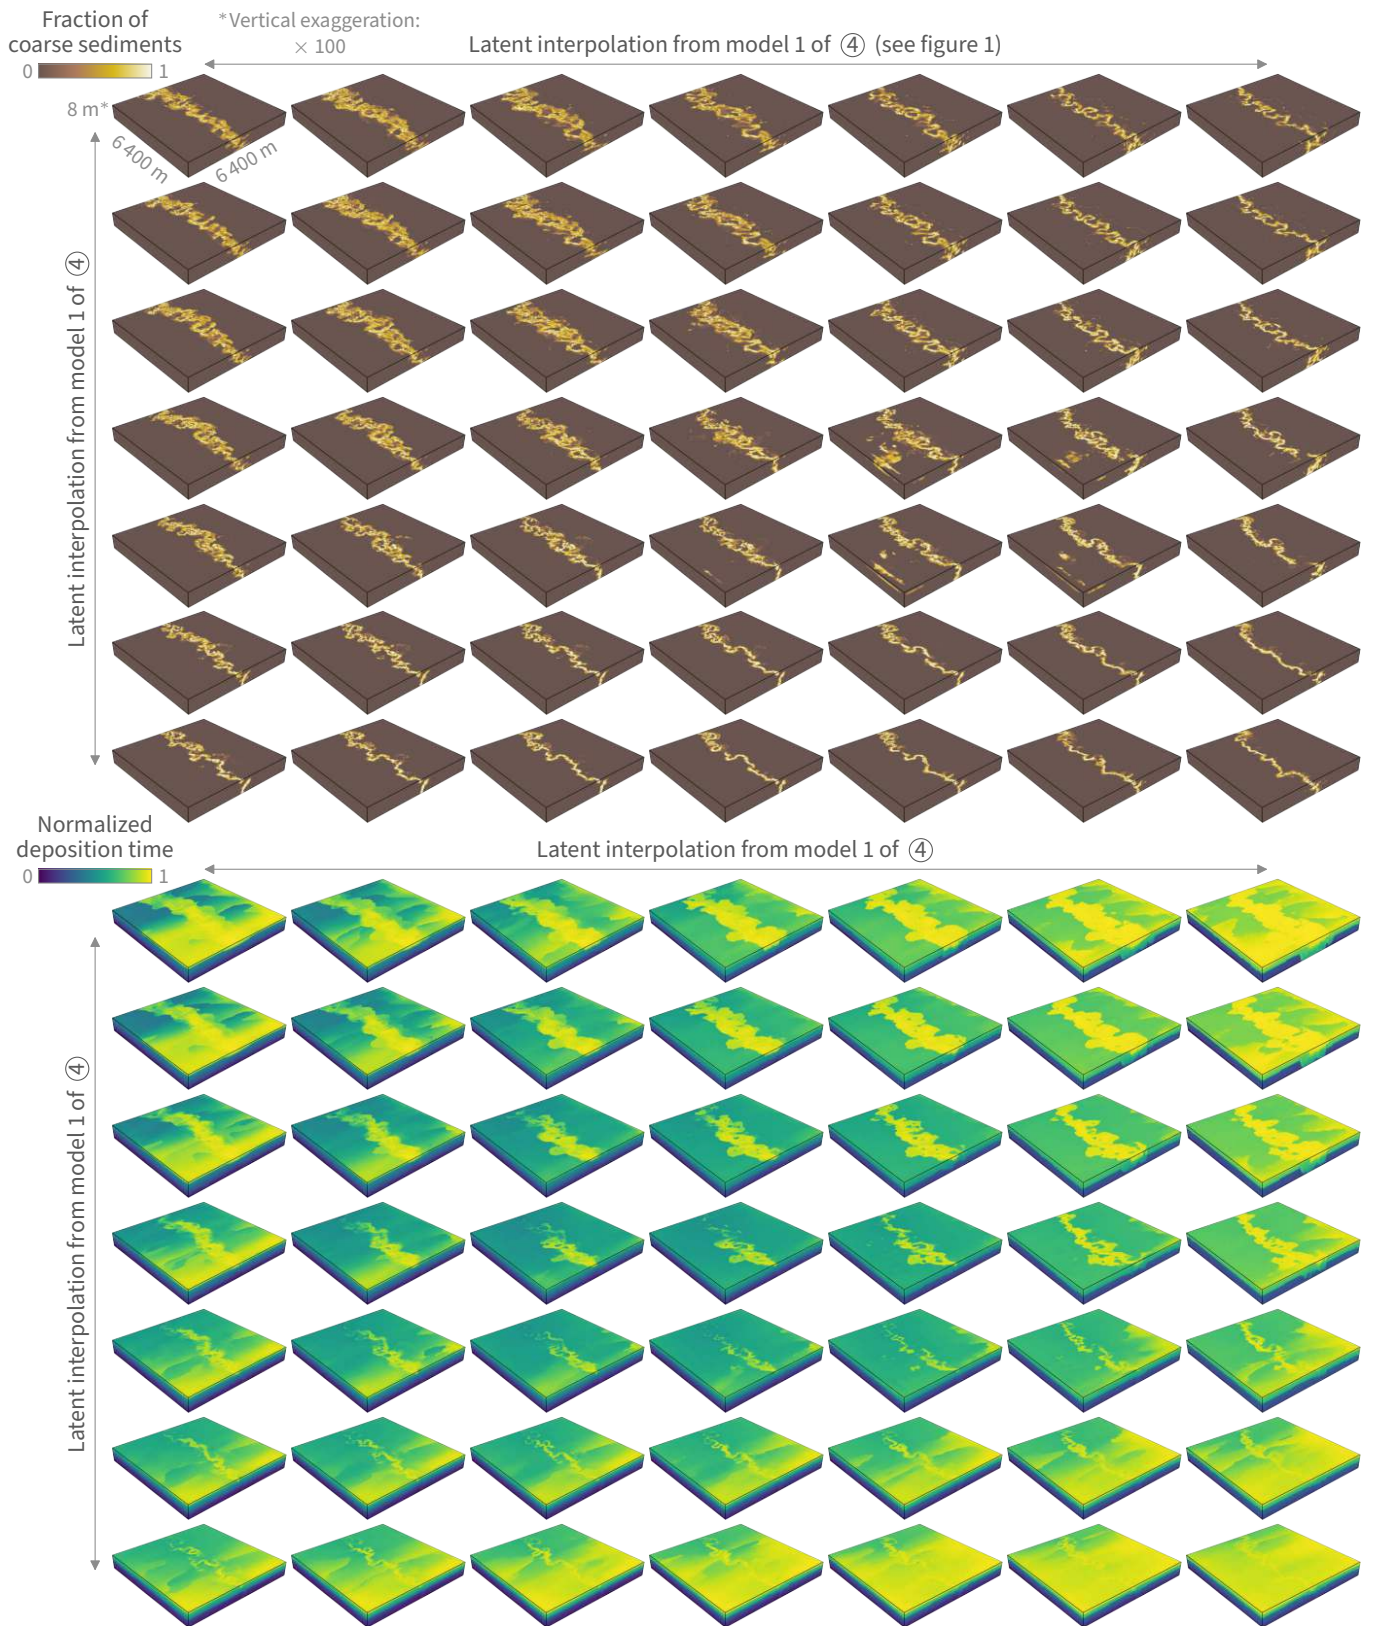 Fraction of
coarse sediments
0 1
*Vertical exaggeration:
× 100
Latent interpolation from model 1 of ④ (see figure 1)
8 m*
6 400 m
6 400 m
Latent interpolation from model 1 of ④
Normalized
deposition time
0 1
Latent interpolation from model 1 of ④
Latent interpolation from model 1 of ④